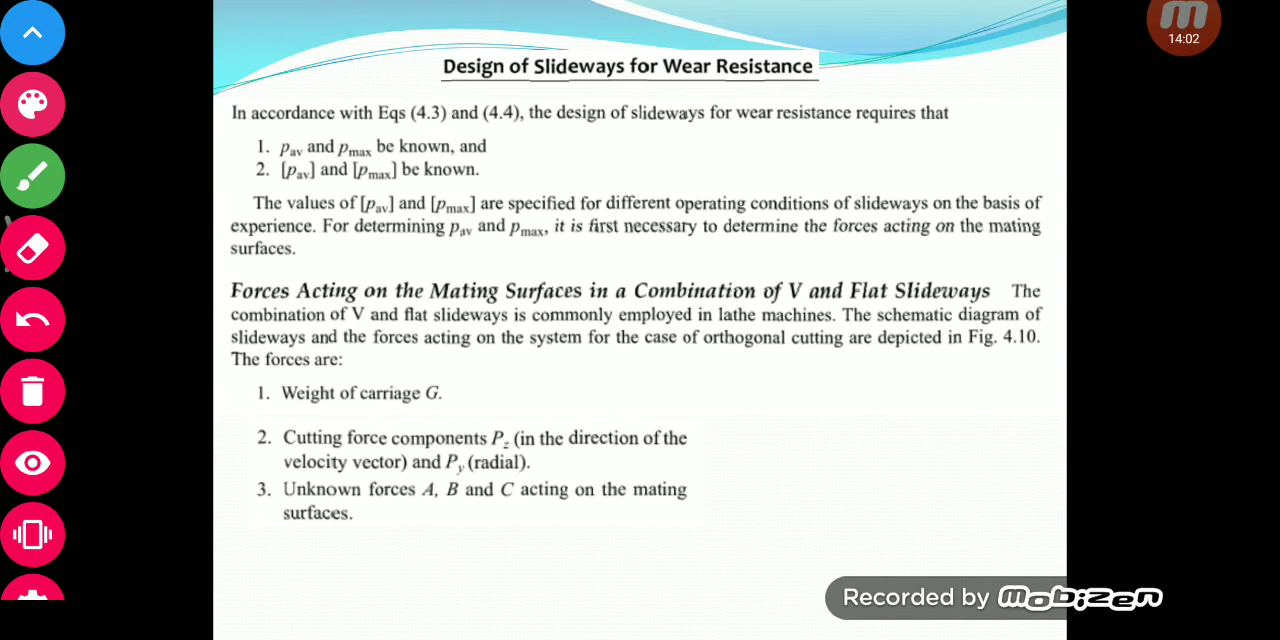 14:02
Design of Slideways for Wear Resistance
In accordance with Eqs (4.3) and (4.4), the design of slideways for wear resistance requires that
1. pav and pmax be known, and
2. [pav] and [pmax] be known.
The values of [pav] and [pmax] are specified for different operating conditions of slideways on the basis of
experience. For determining pav and pmax, it is first necessary to determine the forces acting on the mating
surfaces.
Forces Acting on the Mating Surfaces in a Combination of V and Flat Slideways The
combination of V and flat slideways is commonly employed in lathe machines. The schematic diagram of
slideways and the forces acting on the system for the case of orthogonal cutting are depicted in Fig. 4.10.
The forces are:
1. Weight of carriage G.
2. Cutting force components Pz (in the direction of the
velocity vector) and Py (radial).
3. Unknown forces A, B and C acting on the mating
surfaces.
Recorded by mobizen